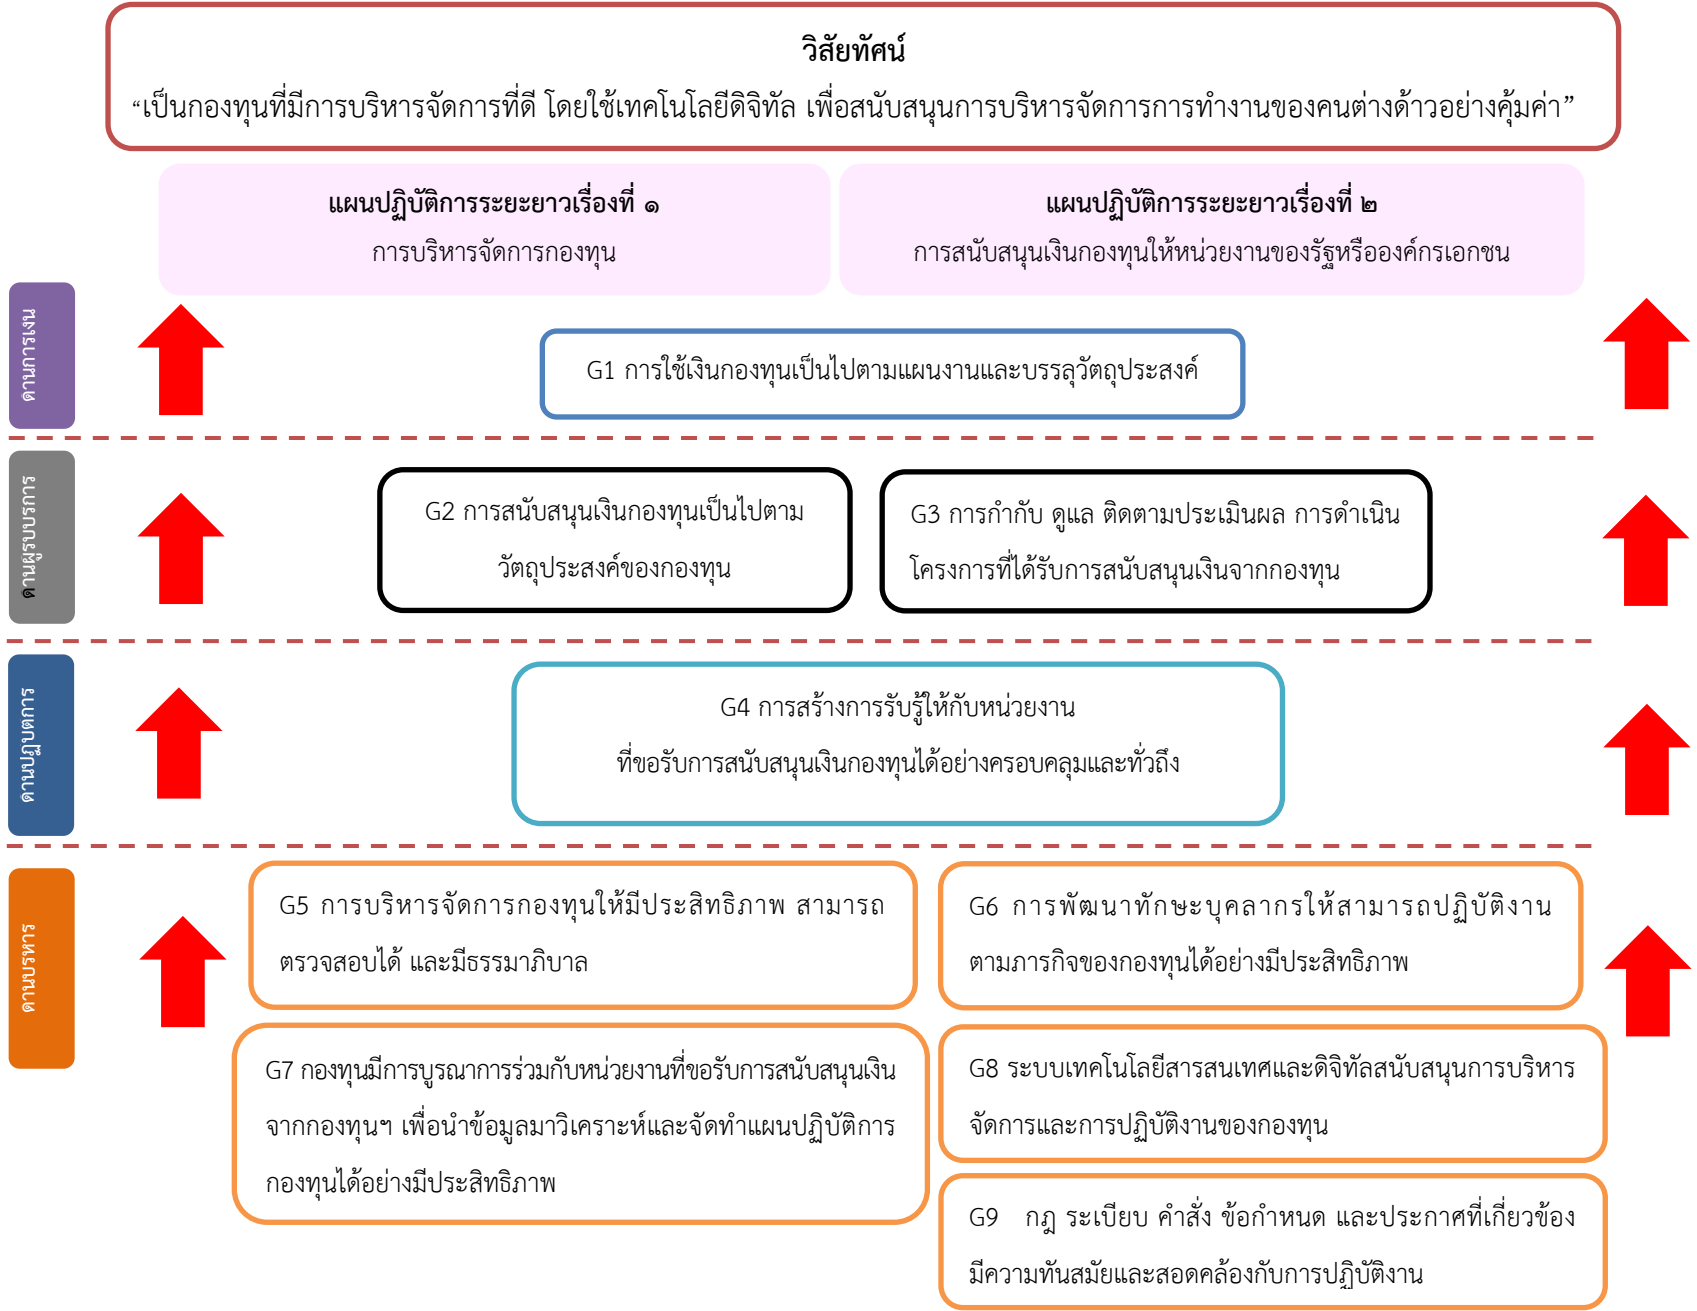 วิสัยทัศน์
“เป็นกองทุนที่มีการบริหารจัดการที่ดี โดยใช้เทคโนโลยีดิจิทัล เพื่อสนับสนุนการบริหารจัดการการทำงานของคนต่างด้าวอย่างคุ้มค่า”
แผนปฏิบัติการระยะยาวเรื่องที่ ๑
การบริหารจัดการกองทุน
แผนปฏิบัติการระยะยาวเรื่องที่ ๒
การสนับสนุนเงินกองทุนให้หน่วยงานของรัฐหรือองค์กรเอกชน
ดานการเงน
G1 การใช้เงินกองทุนเป็นไปตามแผนงานและบรรลุวัตถุประสงค์
ดานผูรบบรการ
G2 การสนับสนุนเงินกองทุนเป็นไปตาม
วัตถุประสงค์ของกองทุน
G3 การกำกับ ดูแล ติดตามประเมินผล การดำเนิน
โครงการที่ได้รับการสนับสนุนเงินจากกองทุน
ดานปฏบตการ
G4 การสร้างการรับรู้ให้กับหน่วยงาน
ที่ขอรับการสนับสนุนเงินกองทุนได้อย่างครอบคลุมและทั่วถึง
ดานบรหาร
G5 การบริหารจัดการกองทุนให้มีประสิทธิภาพ สามารถ
ตรวจสอบได้ และมีธรรมาภิบาล
G6 การพัฒนาทักษะบุคลากรให้สามารถปฏิบัติงาน
ตามภารกิจของกองทุนได้อย่างมีประสิทธิภาพ
G7 กองทุนมีการบูรณาการร่วมกับหน่วยงานที่ขอรับการสนับสนุนเงิน
จากกองทุนฯ เพื่อนำข้อมูลมาวิเคราะห์และจัดทำแผนปฏิบัติการ
กองทุนได้อย่างมีประสิทธิภาพ
G8 ระบบเทคโนโลยีสารสนเทศและดิจิทัลสนับสนุนการบริหาร
จัดการและการปฏิบัติงานของกองทุน
G9 กฎ ระเบียบ คำสั่ง ข้อกำหนด และประกาศที่เกี่ยวข้อง
มีความทันสมัยและสอดคล้องกับการปฏิบัติงาน